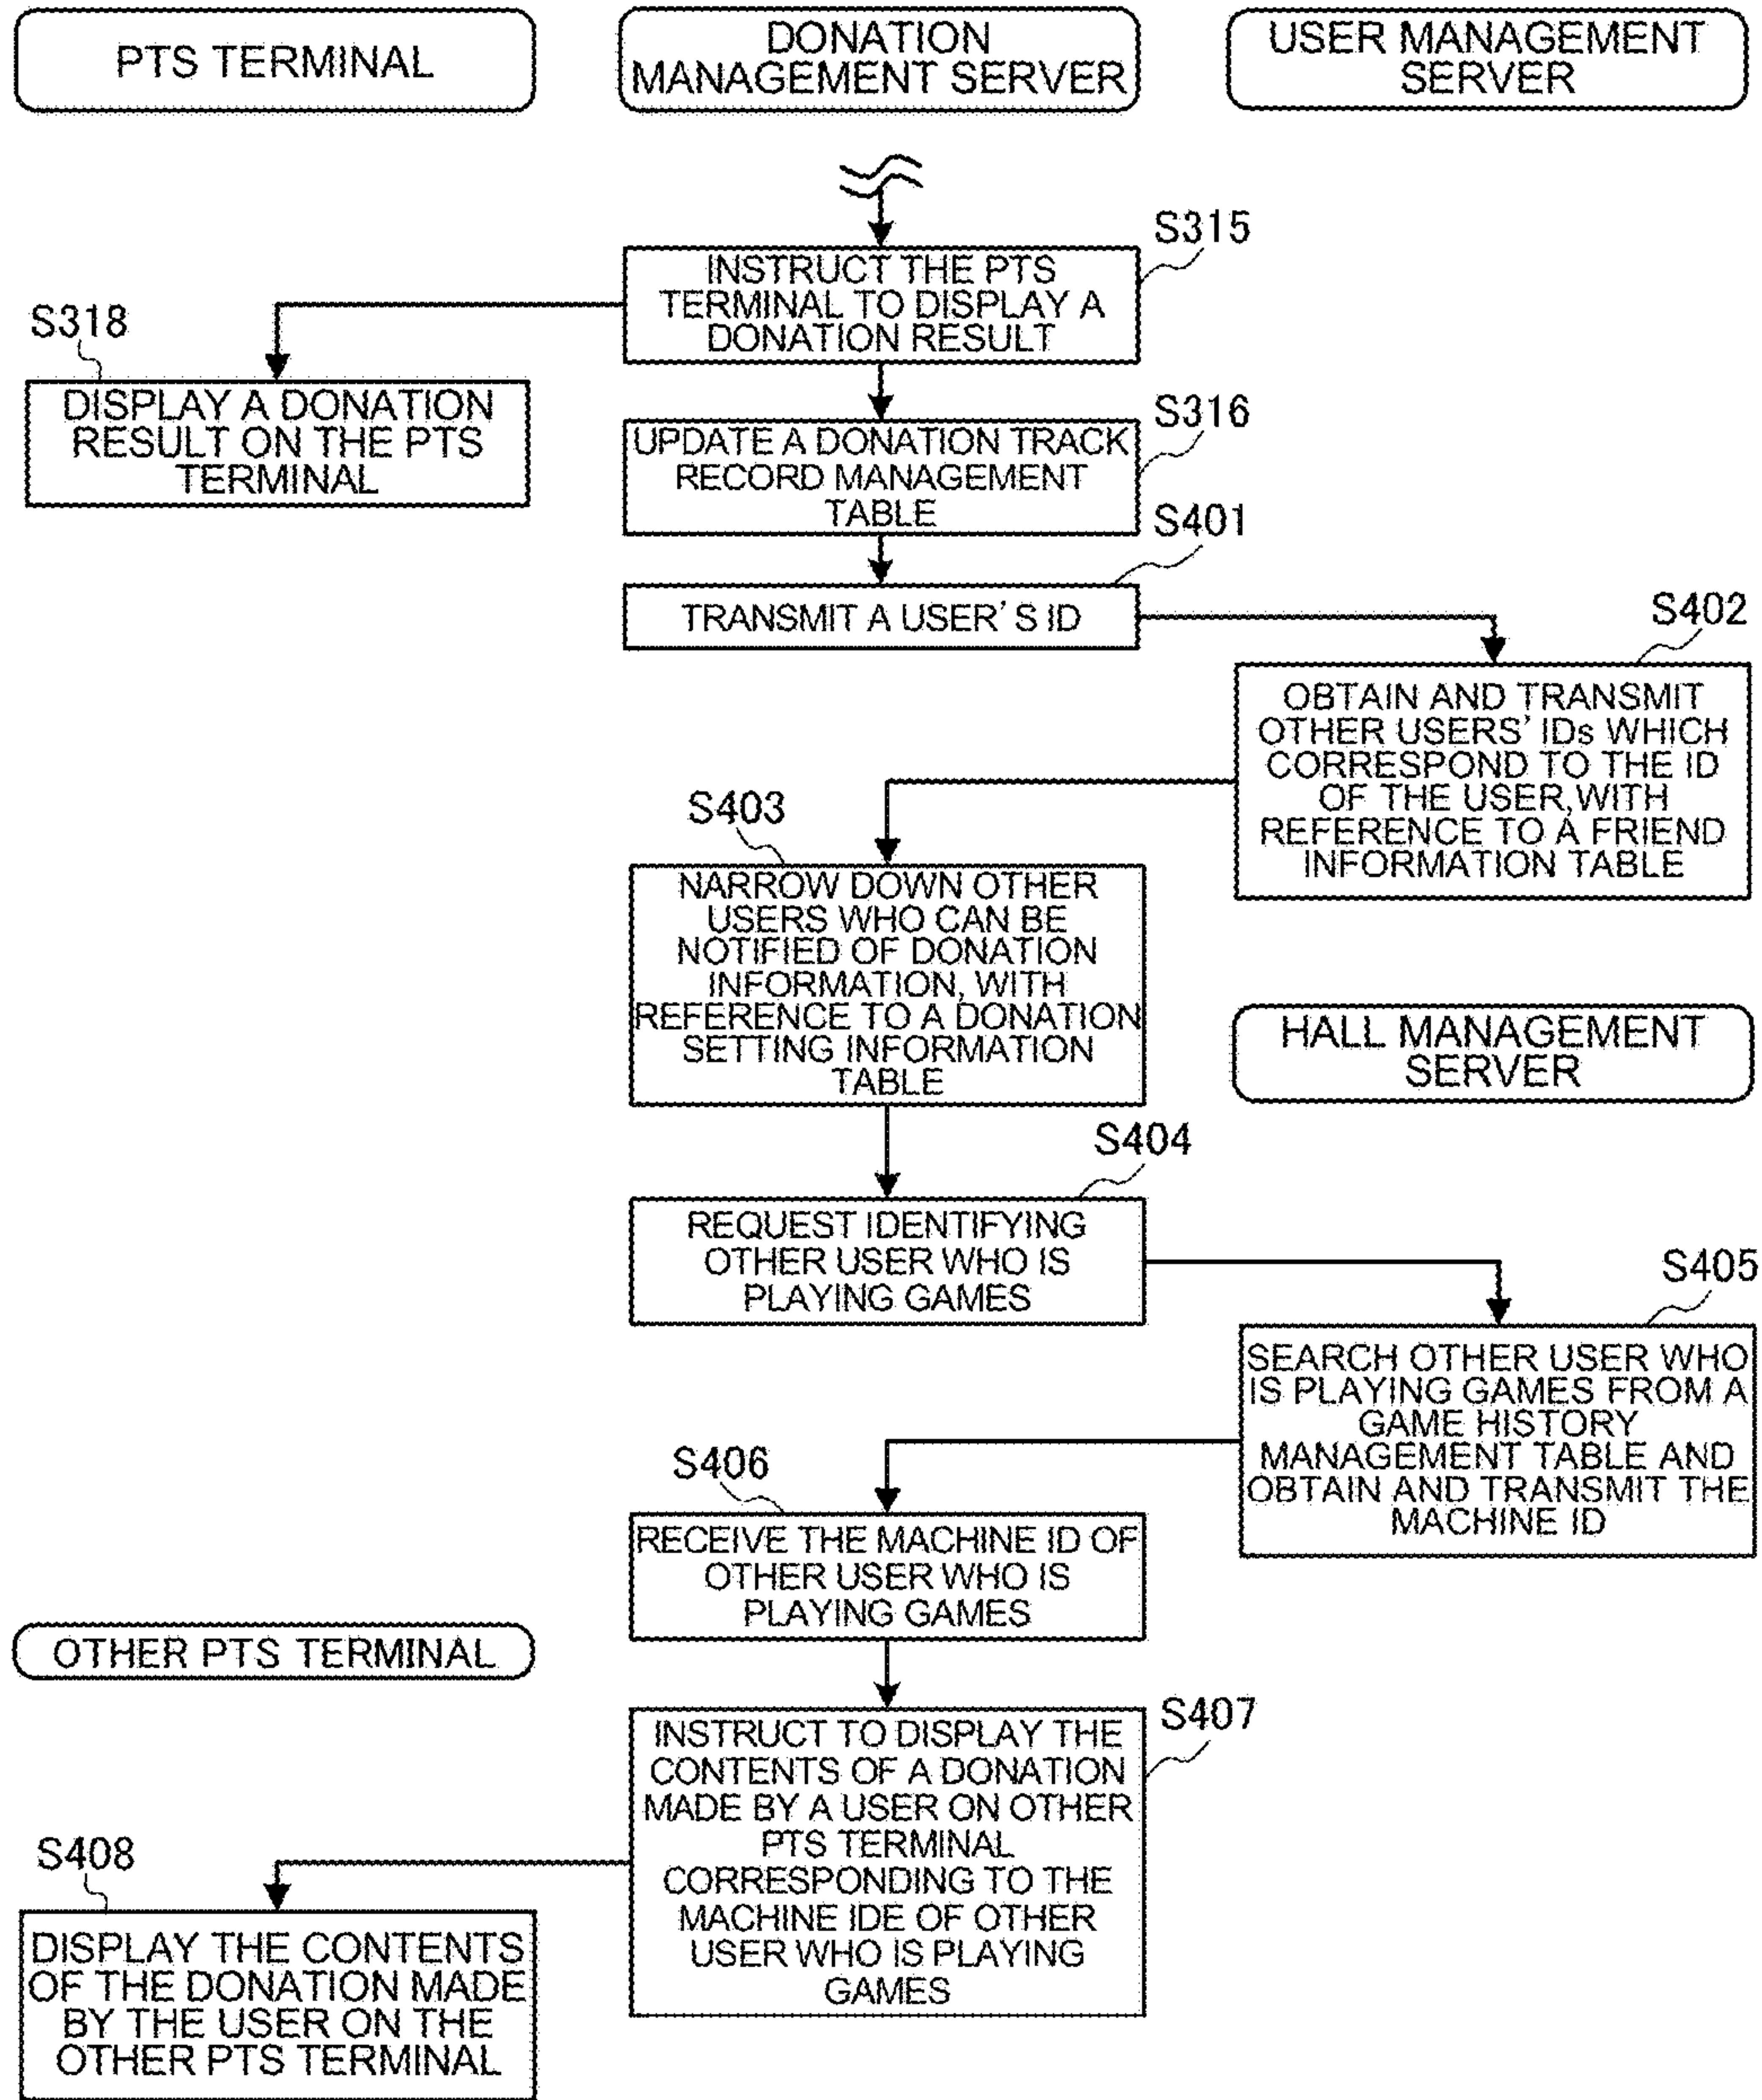 PTS TERMINAL
DONATION
MANAGEMENT SERVER
USER MANAGEMENT
SERVER
S315
INSTRUCT THE PTS
TERMINAL TO DISPLAY A
DONATION RESULT
S318
DISPLAY A DONATION
RESULT ON THE PTS
TERMINAL
S316
UPDATE A DONATION TRACK
RECORD MANAGEMENT
TABLE
S401
TRANSMIT A USER'S ID
S402
OBTAIN AND TRANSMIT
OTHER USERS' IDs WHICH
CORRESPOND TO THE ID
OF THE USER,WITH
REFERENCE TO A FRIEND
INFORMATION TABLE
S403
NARROW DOWN OTHER
USERS WHO CAN BE
NOTIFIED OF DONATION
INFORMATION, WITH
REFERENCE TO A DONATION
SETTING INFORMATION
TABLE
HALL MANAGEMENT
SERVER
S404
REQUEST IDENTIFYING
OTHER USER WHO IS
PLAYING GAMES
S405
SEARCH OTHER USER WHO
IS PLAYING GAMES FROM A
GAME HISTORY
MANAGEMENT TABLE AND
OBTAIN AND TRANSMIT THE
MACHINE ID
S406
RECEIVE THE MACHINE ID OF
OTHER USER WHO IS
PLAYING GAMES
OTHER PTS TERMINAL
S407
INSTRUCT TO DISPLAY THE
CONTENTS OF A DONATION
MADE BY A USER ON OTHER
PTS TERMINAL
CORRESPONDING TO THE
MACHINE IDE OF OTHER
USER WHO IS PLAYING
GAMES
S408
DISPLAY THE CONTENTS
OF THE DONATION MADE
BY THE USER ON THE
OTHER PTS TERMINAL